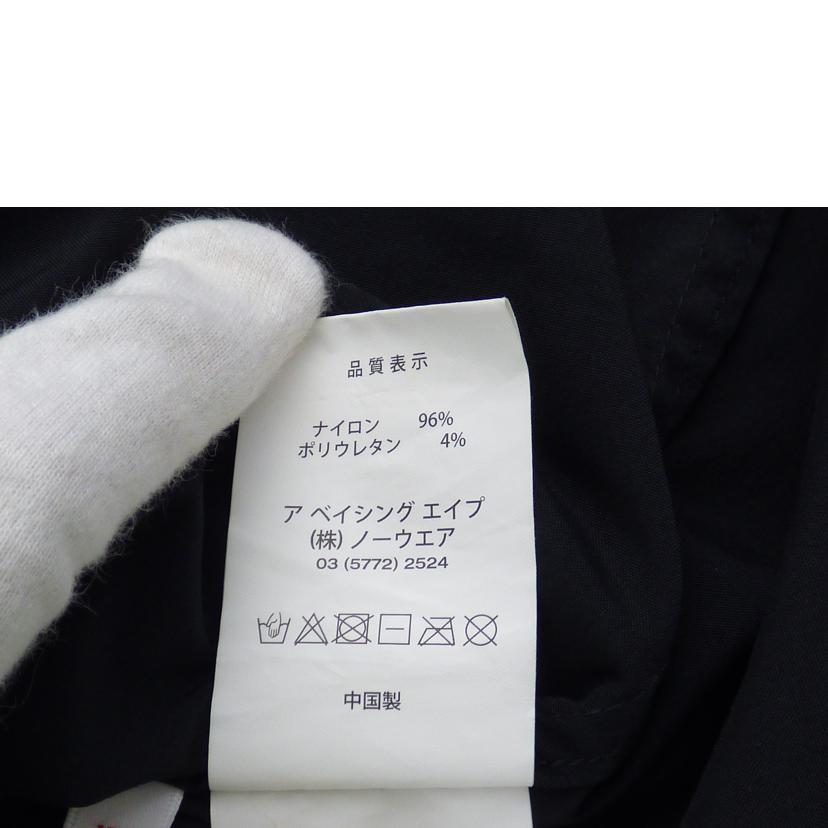 品質表示
ナイロン 96%
ポリウレタン 4%
ア ベイシング エイプ
(株) ノーウエア
03 (5772) 2524
中国製